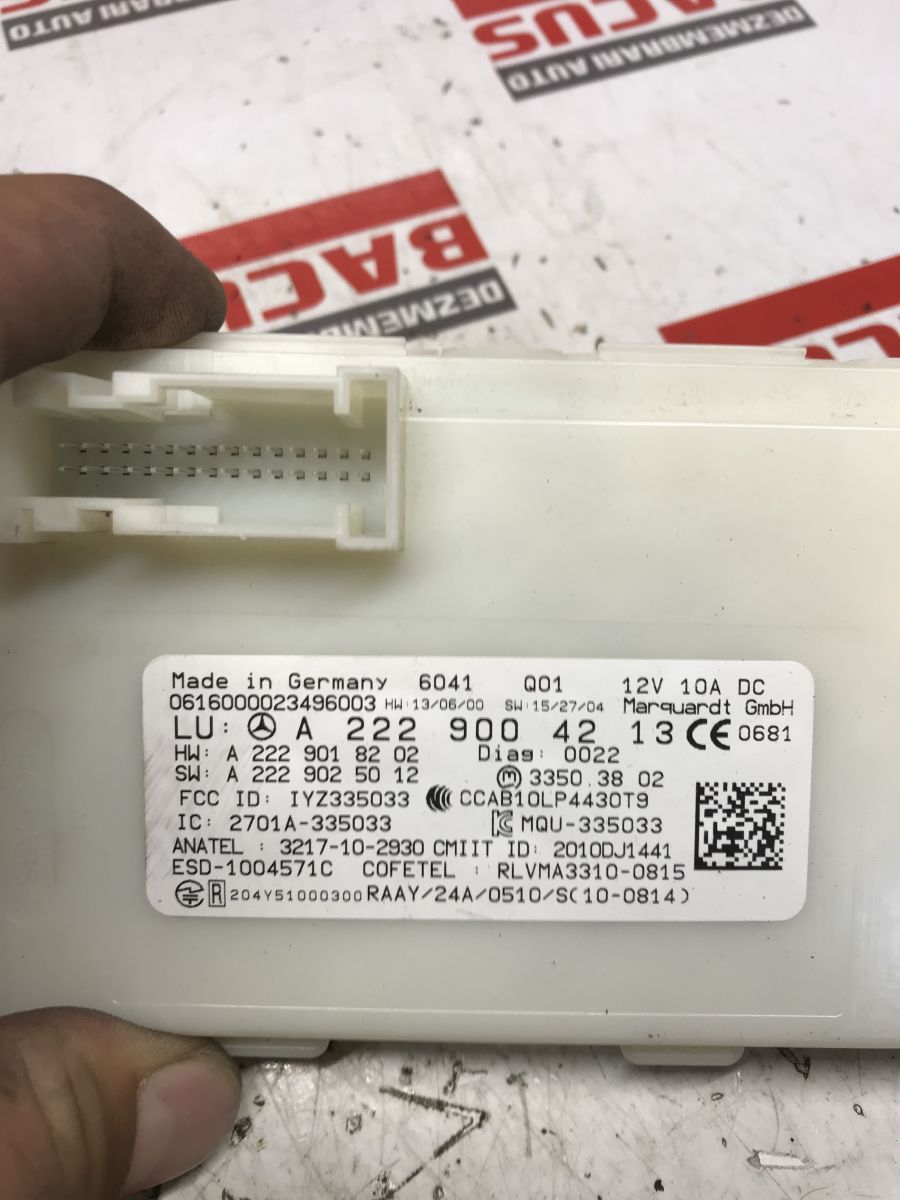 DEZMEMBRARI AUTO
BACUS
DEZMEMBRARI AUTO
BACUS
DEZMEMBRARI
Made in Germany 6041 Q01 12V 10A DC
0616000023496003 HW:13/06/00 SW:15/27/04 Marquardt GmbH
LU: A 222 900 42 13 CE 0681
HW: A 222 901 82 02 Diag: 0022
SW: A 222 902 50 12 M 3350.38 02
FCC ID: IYZ335033 CCAB10LP4430T9
IC: 2701A-335033 MQU-335033
ANATEL : 3217-10-2930 CMIIT ID: 2010DJ1441
ESD-1004571C COFETEL : RLVMA3310-0815
R 204Y51000300 RAAY/24A/0510/S(10-0814)